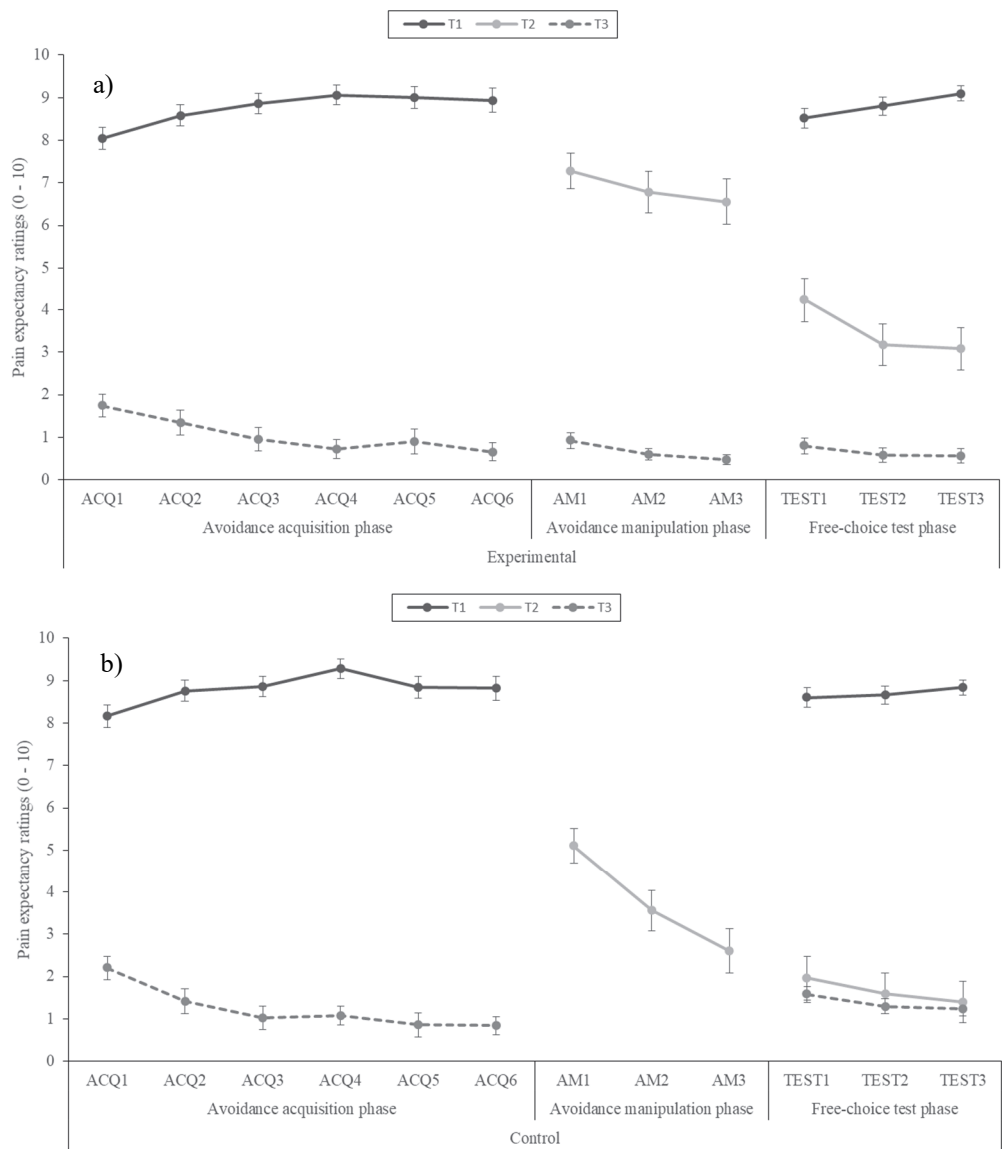 T1 T2 T3
a)
Pain expectancy ratings (0 - 10)
10
9
8
7
6
5
4
3
2
1
0
ACQ1 ACQ2 ACQ3 ACQ4 ACQ5 ACQ6 AM1 AM2 AM3 TEST1 TEST2 TEST3
Avoidance acquisition phase Avoidance manipulation phase Free-choice test phase
Experimental
T1 T2 T3
b)
Pain expectancy ratings (0 - 10)
10
9
8
7
6
5
4
3
2
1
0
ACQ1 ACQ2 ACQ3 ACQ4 ACQ5 ACQ6 AM1 AM2 AM3 TEST1 TEST2 TEST3
Avoidance acquisition phase Avoidance manipulation phase Free-choice test phase
Control